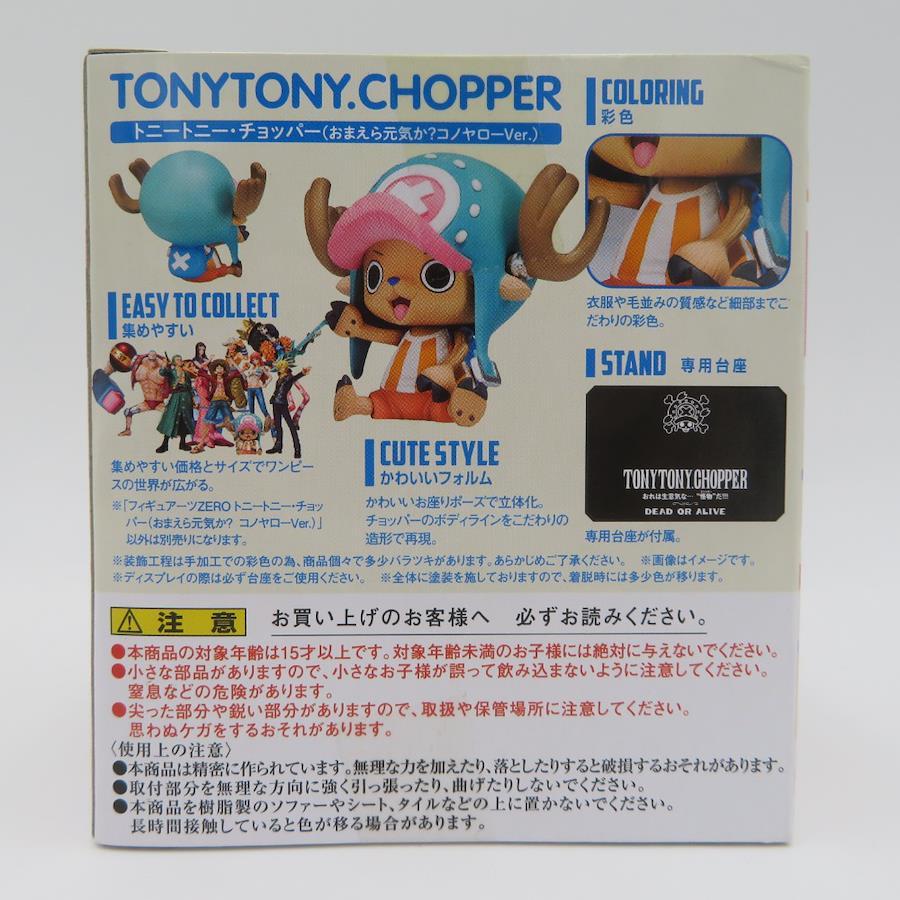 TONYTONY.CHOPPER
トニートニー・チョッパー(おまえら元気か?コノヤローVer.)
COLORING
彩色
衣服や毛並みの質感など細部までこ
だわりの彩色。
EASY TO COLLECT
集めやすい
集めやすい価格とサイズでワンピー
スの世界が広がる。
※「フィギュアーツZERO トニートニー・チョッ
パー(おまえら元気か? コノヤローVer.)」
以外は別売りになります。
CUTE STYLE
かわいいフォルム
かわいいお座りポーズで立体化。
チョッパーのボディラインをこだわりの
造形で再現。
STAND 専用台座
TONYTONY.CHOPPER
おれは生意気な… "怪物"だ!!!
DEAD OR ALIVE
専用台座が付属。
※装飾工程は手加工での彩色の為、商品個々で多少バラツキがあります。あらかじめご了承ください。 ※画像はイメージです。
※ディスプレイの際は必ず台座をご使用ください。 ※全体に塗装を施しておりますので、着脱時には多少色が移ります。
注意 お買い上げのお客様へ 必ずお読みください。
●本商品の対象年齢は15才以上です。対象年齢未満のお子様には絶対に与えないでください。
●小さな部品がありますので、小さなお子様が誤って飲み込まないように注意してください。
窒息などの危険があります。
●尖った部分や鋭い部分がありますので、取扱や保管場所に注意してください。
思わぬケガをするおそれがあります。
〈使用上の注意〉
●本商品は精密に作られています。無理な力を加えたり、落としたりすると破損するおそれがあります。
●取付部分を無理な方向に強く引っ張ったり、曲げたりしないでください。
●本商品を樹脂製のソファーやシート、タイルなどの上に置かないでください。
長時間接触していると色が移る場合があります。